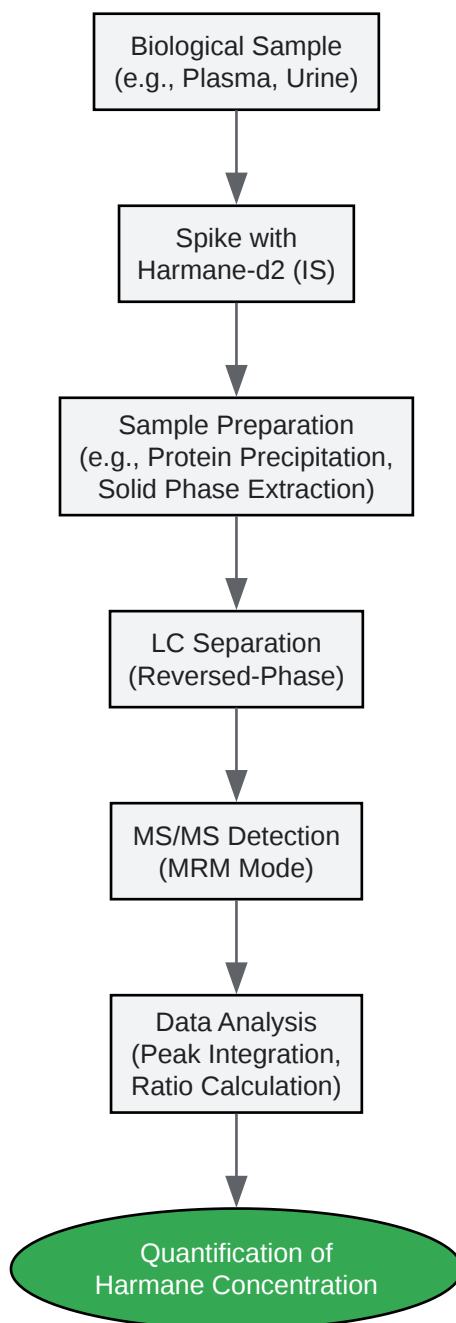 Biological Sample
(e.g., Plasma, Urine)
Spike with
Harmane-d2 (IS)
Sample Preparation
(e.g., Protein Precipitation,
Solid Phase Extraction)
LC Separation
(Reversed-Phase)
MS/MS Detection
(MRM Mode)
Data Analysis
(Peak Integration,
Ratio Calculation)
Quantification of
Harmane Concentration